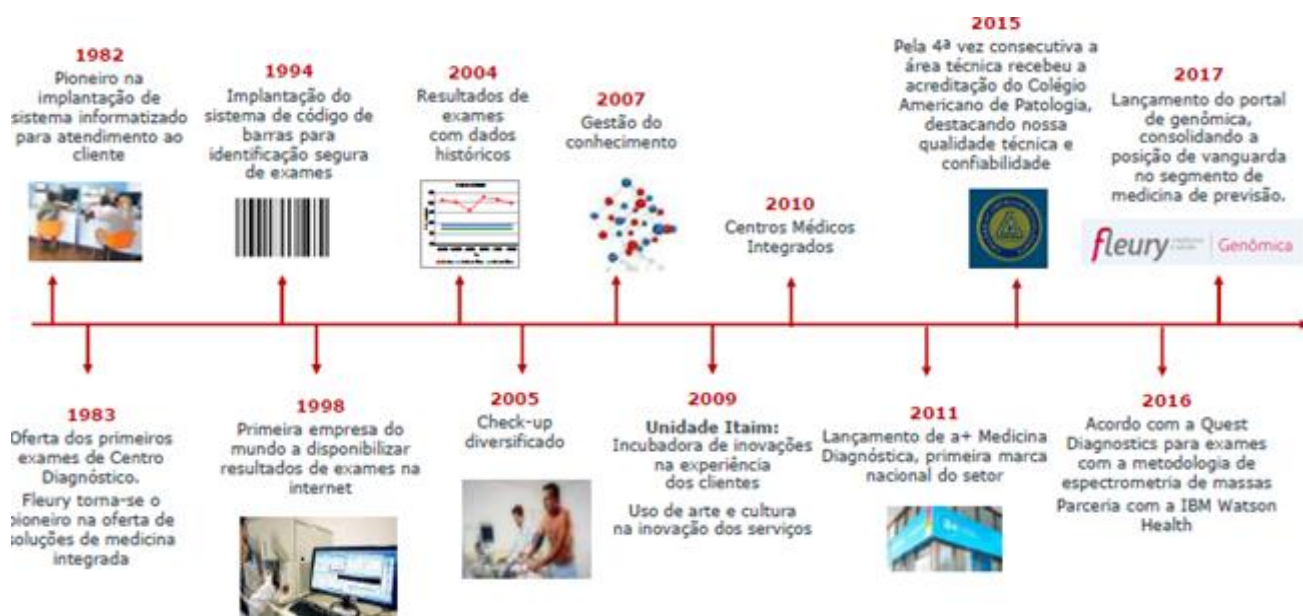 1982
Pioneiro na
implantação de
sistema informatizado
para atendimento ao
cliente
1994
Implantação do
sistema de código de
barras para
identificação segura
de exames
2004
Resultados de
exames
com dados
históricos
2007
Gestão do
conhecimento
2010
Centros Médicos
Integrados
2015
Pela 4ª vez consecutiva a
área técnica recebeu a
acreditação do Colégio
Americano de Patologia,
destacando nossa
qualidade técnica e
confiabilidade
2017
Lançamento do portal
de genômica,
consolidando a
posição de vanguarda
no segmento de
medicina de previsão.
fleury
Genômica
1983
Oferta dos primeiros
exames de Centro
Diagnóstico.
Fleury torna-se o
pioneiro na oferta de
soluções de medicina
integrada
1998
Primeira empresa do
mundo a disponibilizar
resultados de exames na
internet
2005
Check-up
diversificado
2009
Unidade Itaim:
Incubadora de inovações
na experiência
dos clientes
Uso de arte e cultura
na inovação dos serviços
2011
Lançamento de a+ Medicina
Diagnóstica, primeira marca
nacional do setor
a+
2016
Acordo com a Quest
Diagnostics para exames
com a metodologia de
espectrometria de massas
Parceria com a IBM Watson
Health